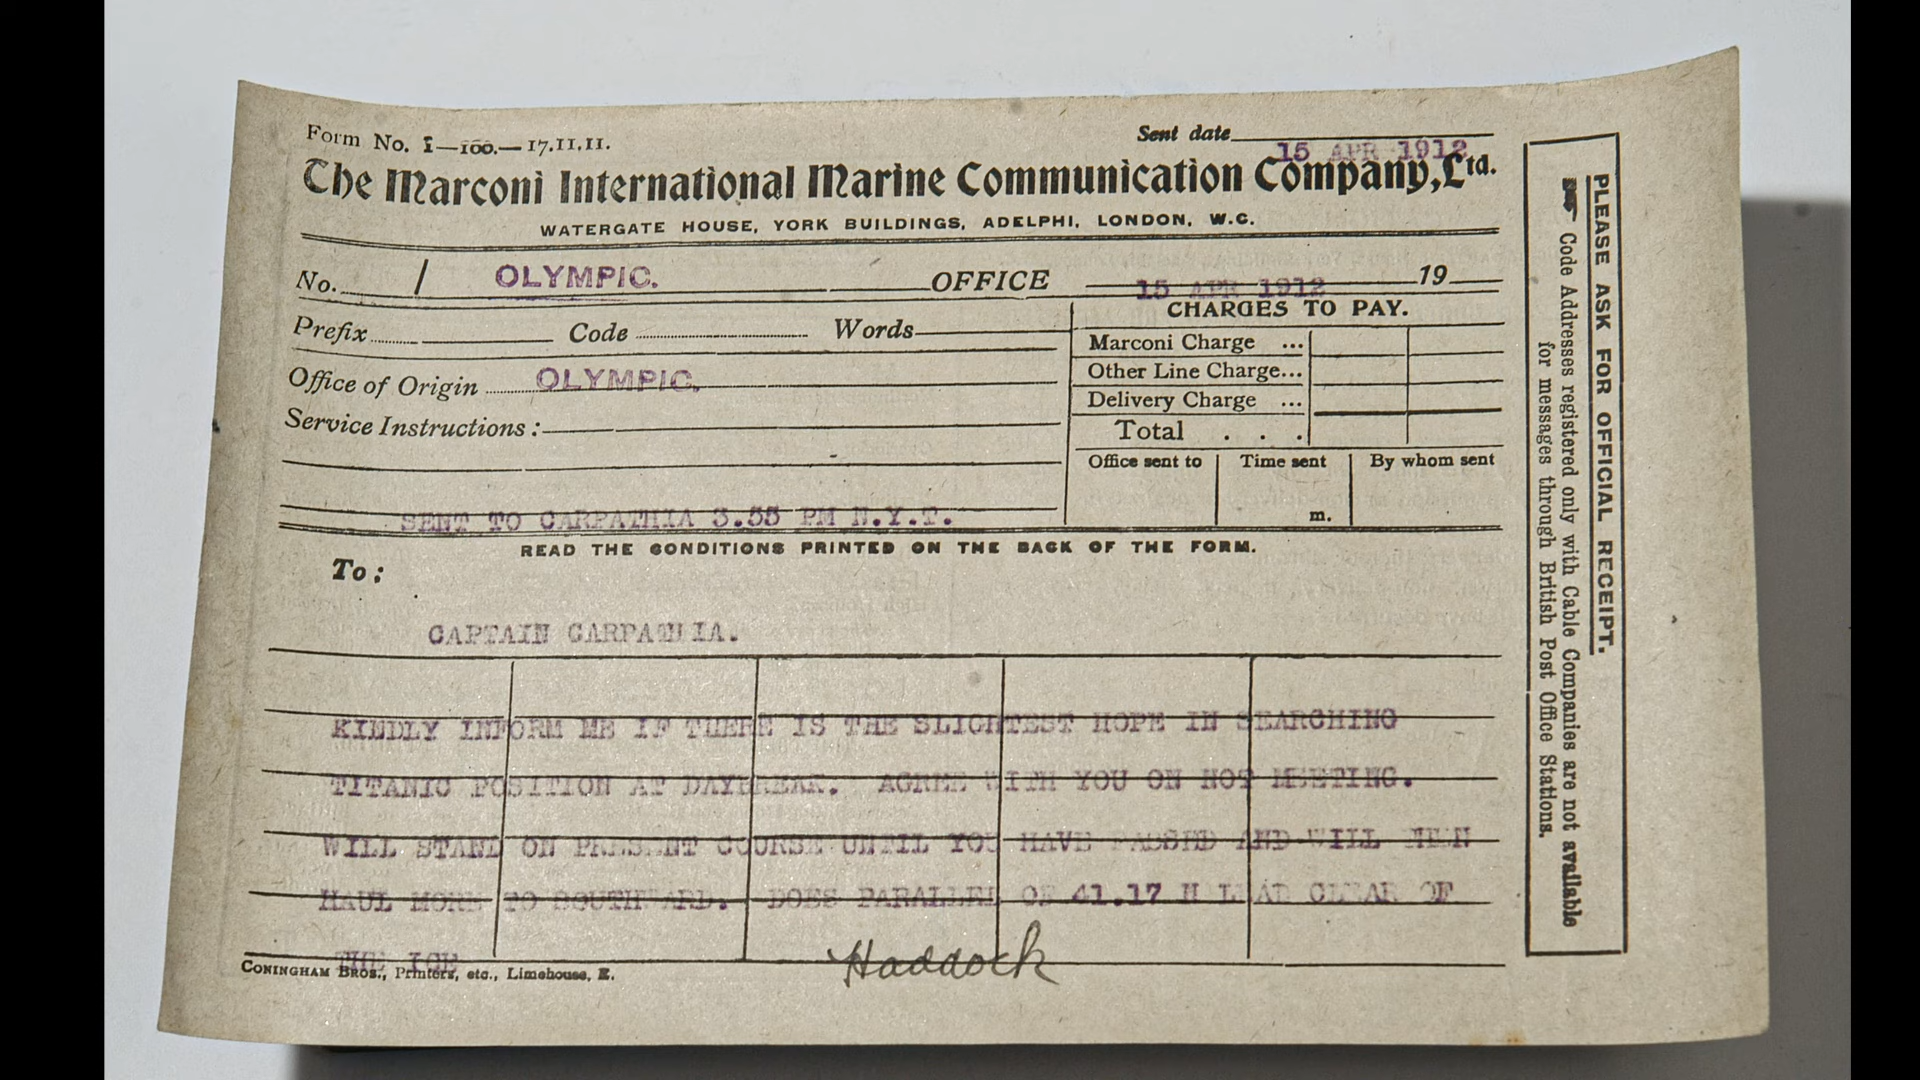 Form No. 1—100.—17.11.11.
Sent date 15 APR 1912
The Marconi International Marine Communication Company, Ltd.
WATERGATE HOUSE, YORK BUILDINGS, ADELPHI, LONDON, W.C.
No. / OLYMPIC. OFFICE 15 APR 1912 19
Prefix Code Words
Office of Origin OLYMPIC.
Service Instructions:
SENT TO CARPATHIA 3.55 PM N.Y.T.
CHARGES TO PAY.
Marconi Charge ...
Other Line Charge...
Delivery Charge ...
Total . . .
Office sent to Time sent By whom sent
m.
READ THE CONDITIONS PRINTED ON THE BACK OF THE FORM.
To:
CAPTAIN CARPATHIA.
KINDLY INFORM ME IF THERE IS THE SLIGHTEST HOPE IN SEARCHING
TITANIC POSITION AT DAYBREAK. AGREE WITH YOU ON NOT MEETING.
WILL STAND ON PRESENT COURSE UNTIL YOU HAVE PASSED AND WILL
HAUL MORE TO SOUTHWARD. DOES PARALLEL OF 41.17 N LEAD CLEAR OF
THE ICE
Haddock
CONINGHAM BROS., Printers, etc., Limehouse, E.
PLEASE ASK FOR OFFICIAL RECEIPT.
Code Addresses registered only with Cable Companies are not available
for messages through British Post Office Stations.